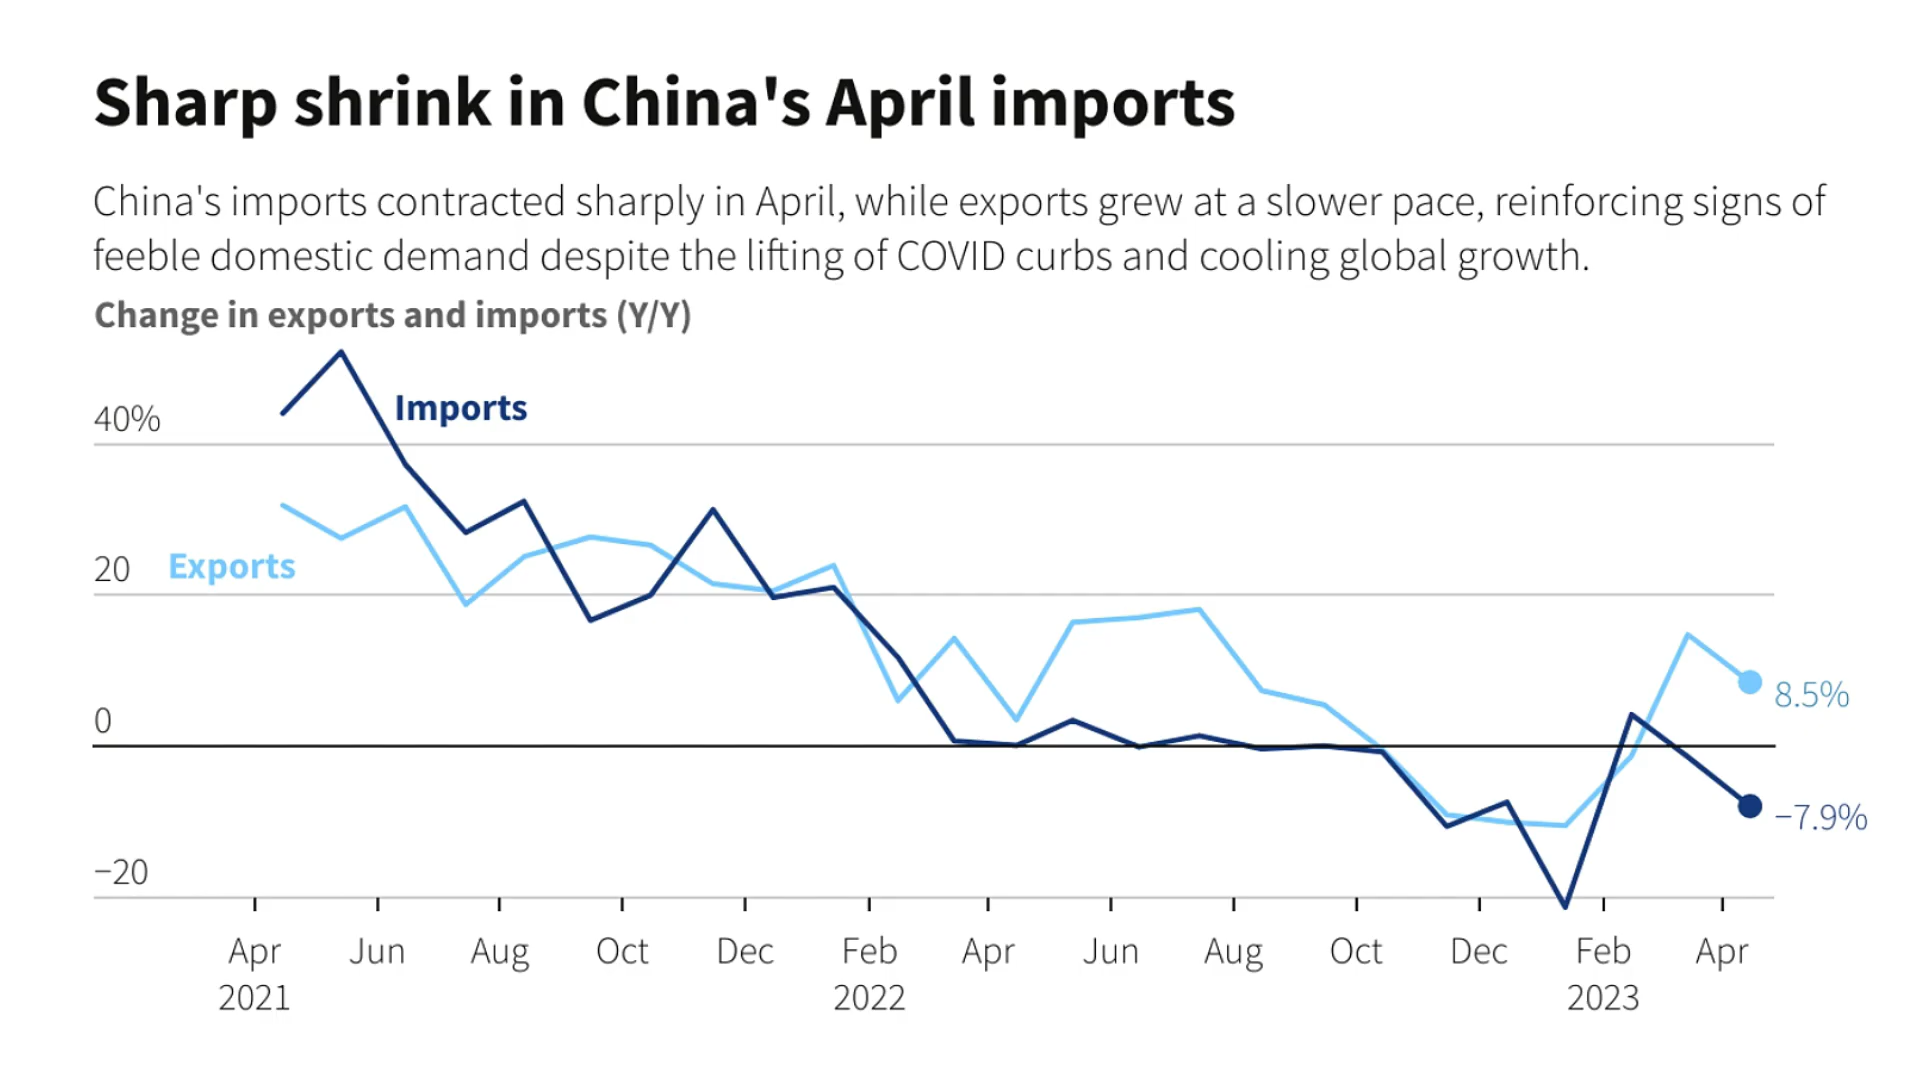 Sharp shrink in China's April imports
China's imports contracted sharply in April, while exports grew at a slower pace, reinforcing signs of
feeble domestic demand despite the lifting of COVID curbs and cooling global growth.
Change in exports and imports (Y/Y)
Imports
40%
Exports
20
0
8.5%
−7.9%
−20
Apr Jun Aug Oct Dec Feb Apr Jun Aug Oct Dec Feb Apr
2021 2022 2023